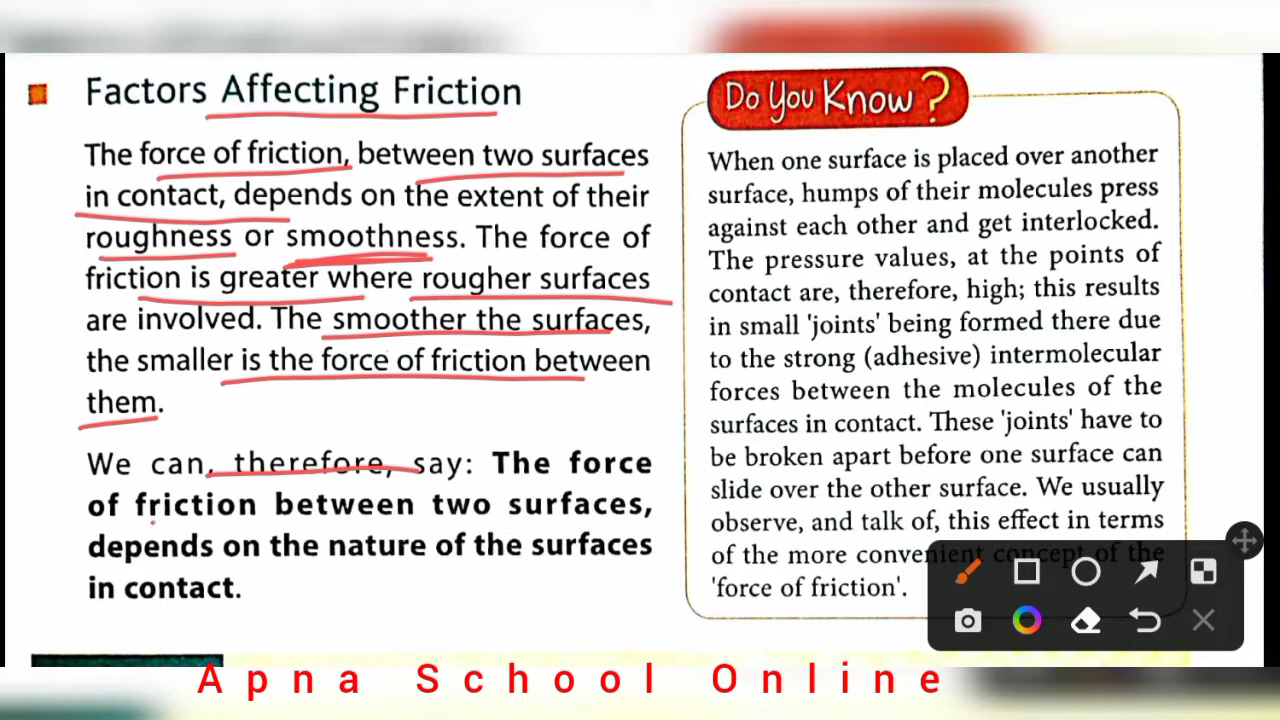 Factors Affecting Friction
The force of friction, between two surfaces
in contact, depends on the extent of their
roughness or smoothness. The force of
friction is greater where rougher surfaces
are involved. The smoother the surfaces,
the smaller is the force of friction between
them.
We can, therefore, say: The force
of friction between two surfaces,
depends on the nature of the surfaces
in contact.
Do You Know ?
When one surface is placed over another
surface, humps of their molecules press
against each other and get interlocked.
The pressure values, at the points of
contact are, therefore, high; this results
in small 'joints' being formed there due
to the strong (adhesive) intermolecular
forces between the molecules of the
surfaces in contact. These 'joints' have to
be broken apart before one surface can
slide over the other surface. We usually
observe, and talk of, this effect in terms
of the more convenient concept of the
'force of friction'.
Apna School Online